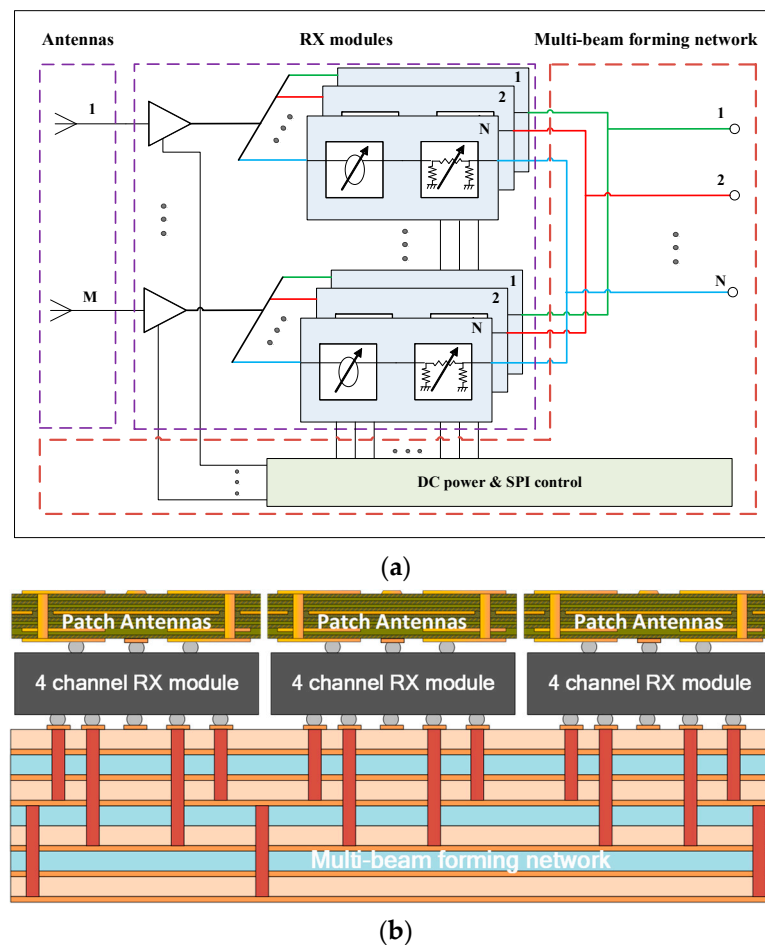 Antennas RX modules Multi-beam forming network
1
2
N
1
1
2
N
1
2
N
M
DC power & SPI control
(a)
Patch Antennas Patch Antennas Patch Antennas
4 channel RX module 4 channel RX module 4 channel RX module
Multi-beam forming network
(b)